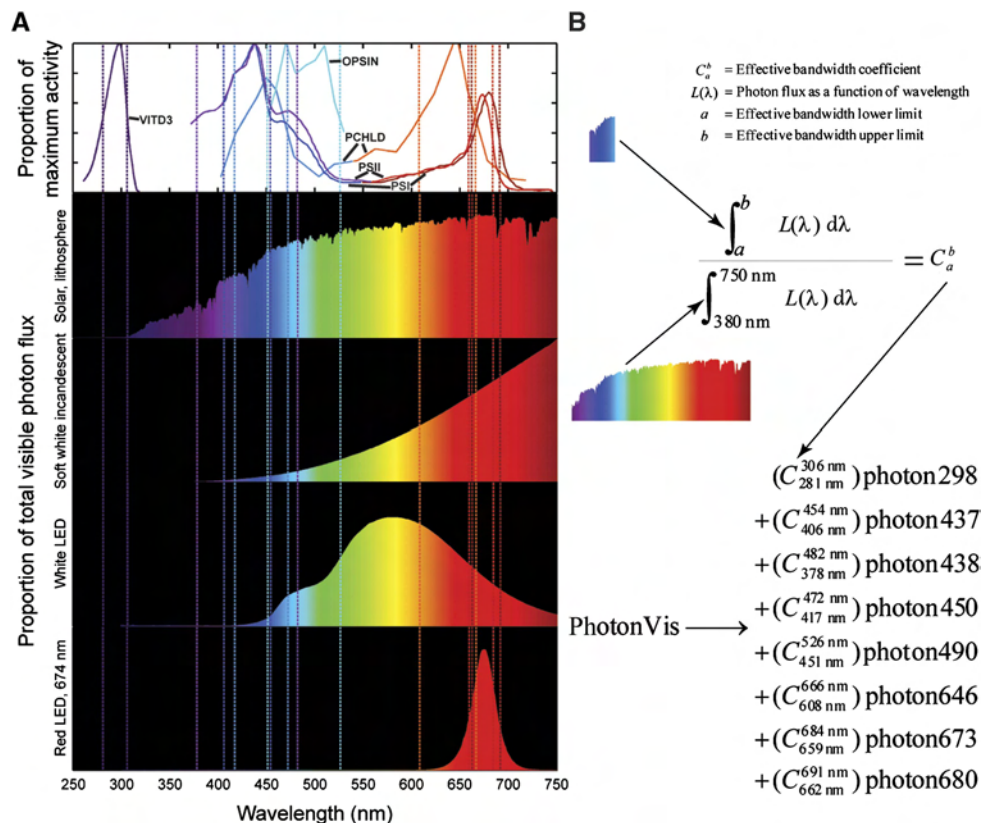 A
Proportion of
maximum activity
VITD3
OPSIN
PCHLD
PSII
PSI
Proportion of total visible photon flux
Solar, lithosphere
Soft white incandescent
White LED
Red LED, 674 nm
250 300 350 400 450 500 550 600 650 700 750
Wavelength (nm)
B
C_a^b = Effective bandwidth coefficient
L(λ) = Photon flux as a function of wavelength
a = Effective bandwidth lower limit
b = Effective bandwidth upper limit
∫_a^b L(λ) dλ
∫_380 nm^750 nm L(λ) dλ
= C_a^b
PhotonVis
(C_281 nm^306 nm) photon298
+(C_406 nm^454 nm) photon437
+(C_378 nm^482 nm) photon438
+(C_417 nm^472 nm) photon450
+(C_451 nm^526 nm) photon490
+(C_608 nm^666 nm) photon646
+(C_659 nm^684 nm) photon673
+(C_662 nm^691 nm) photon680